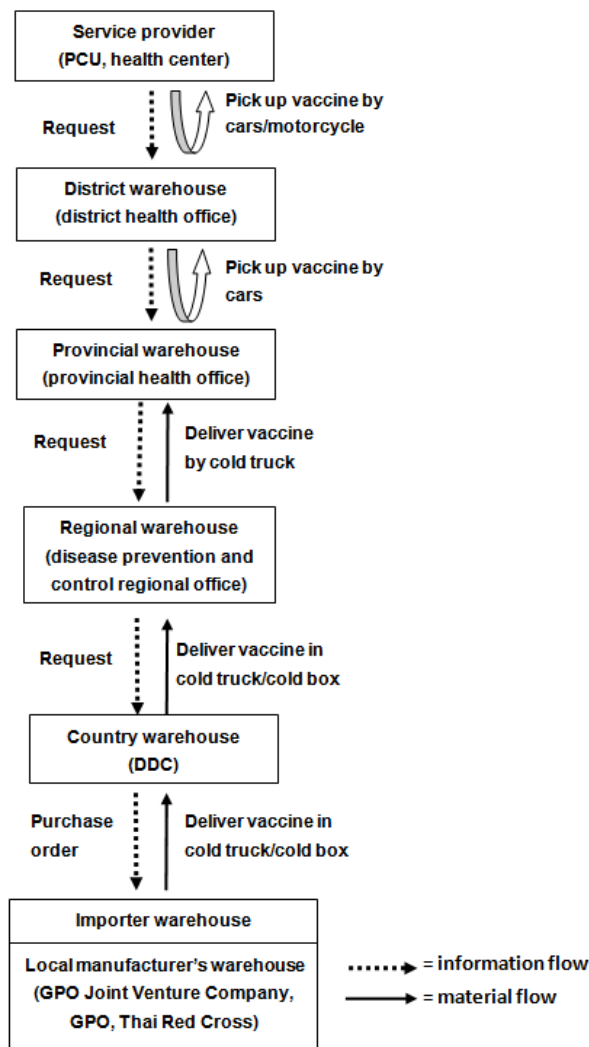 Service provider
(PCU, health center)
Request
Pick up vaccine by
cars/motorcycle
District warehouse
(district health office)
Request
Pick up vaccine by
cars
Provincial warehouse
(provincial health office)
Request
Deliver vaccine
by cold truck
Regional warehouse
(disease prevention and
control regional office)
Request
Deliver vaccine in
cold truck/cold box
Country warehouse
(DDC)
Purchase
order
Deliver vaccine in
cold truck/cold box
Importer warehouse
Local manufacturer's warehouse
(GPO Joint Venture Company,
GPO, Thai Red Cross)
= information flow
= material flow